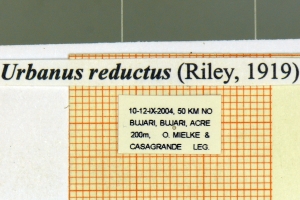 Urbanus reductus (Riley, 1919)
10-12-IX-2004, 50 KM NO
BUJARI, BUJARI, ACRE
200m, O. MIELKE &
CASAGRANDE LEG.